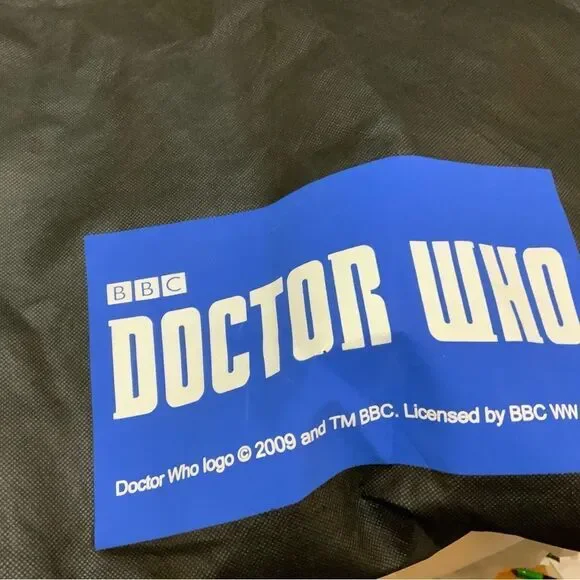 BBC
DOCTOR WHO
Doctor Who logo © 2009 and TM BBC. Licensed by BBC WW